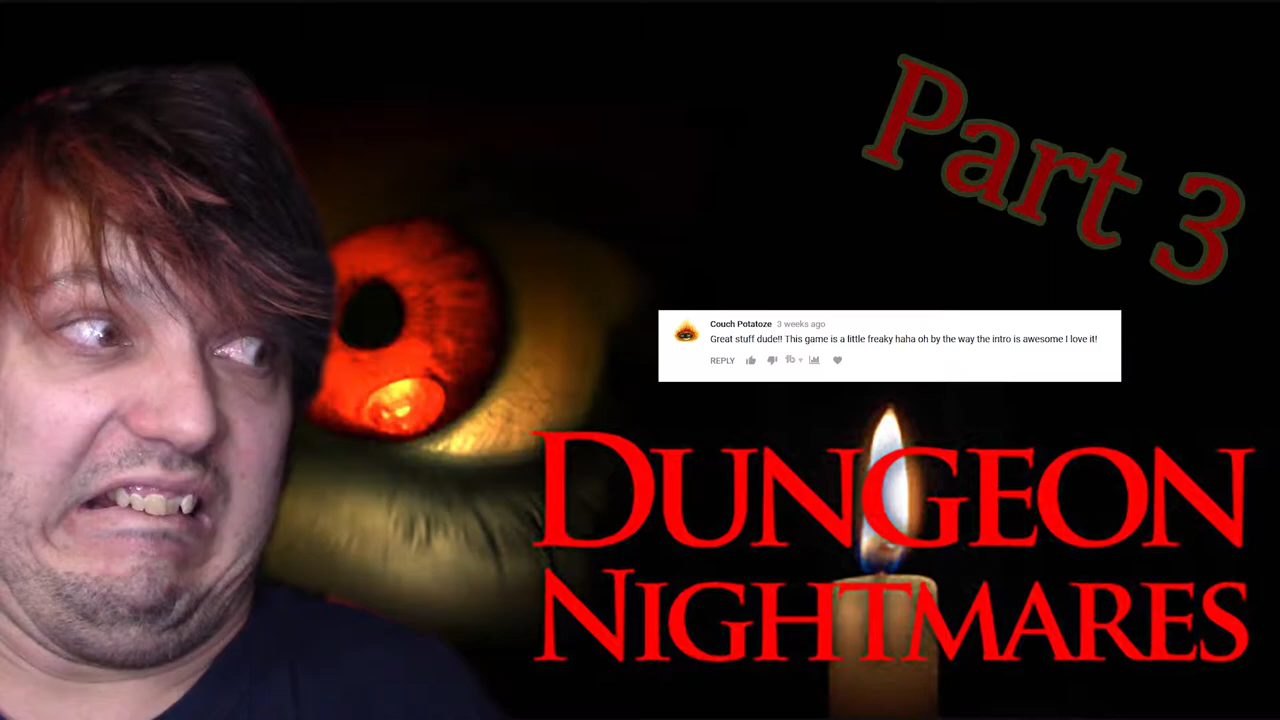 Part 3
Couch Potatoze 3 weeks ago
Great stuff dude!! This game is a little freaky haha oh by the way the intro is awesome I love it!
REPLY
DUNGEON
NIGHTMARES